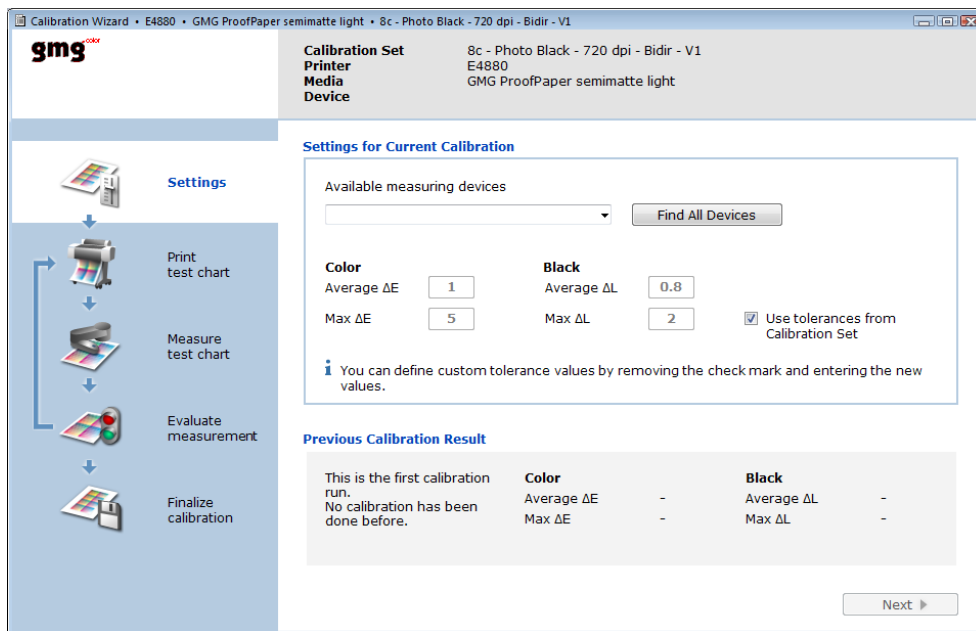 Calibration Wizard • E4880 • GMG ProofPaper semimatte light • 8c - Photo Black - 720 dpi - Bidir - V1
gmg color
Calibration Set 8c - Photo Black - 720 dpi - Bidir - V1
Printer E4880
Media GMG ProofPaper semimatte light
Device
Settings
Print
test chart
Measure
test chart
Evaluate
measurement
Finalize
calibration
Settings for Current Calibration
Available measuring devices
Find All Devices
Color Black
Average ΔE 1 Average ΔL 0.8
Max ΔE 5 Max ΔL 2 Use tolerances from
Calibration Set
i You can define custom tolerance values by removing the check mark and entering the new
values.
Previous Calibration Result
This is the first calibration
run.
No calibration has been
done before.
Color Black
Average ΔE - Average ΔL -
Max ΔE - Max ΔL -
Next